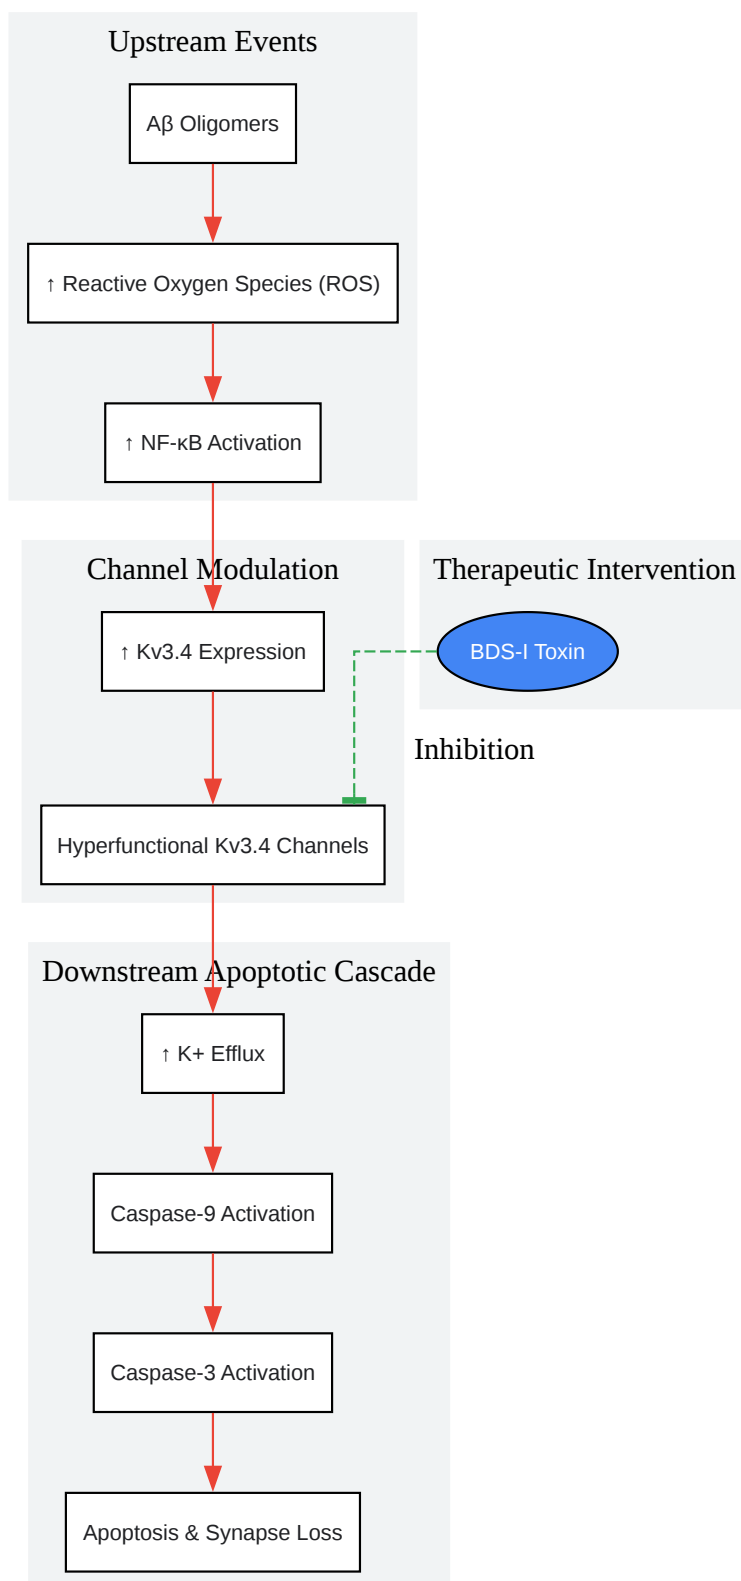 Upstream Events
Aβ Oligomers
↑ Reactive Oxygen Species (ROS)
↑ NF-κB Activation
Channel Modulation
Therapeutic Intervention
↑ Kv3.4 Expression
BDS-I Toxin
Inhibition
Hyperfunctional Kv3.4 Channels
Downstream Apoptotic Cascade
↑ K+ Efflux
Caspase-9 Activation
Caspase-3 Activation
Apoptosis & Synapse Loss